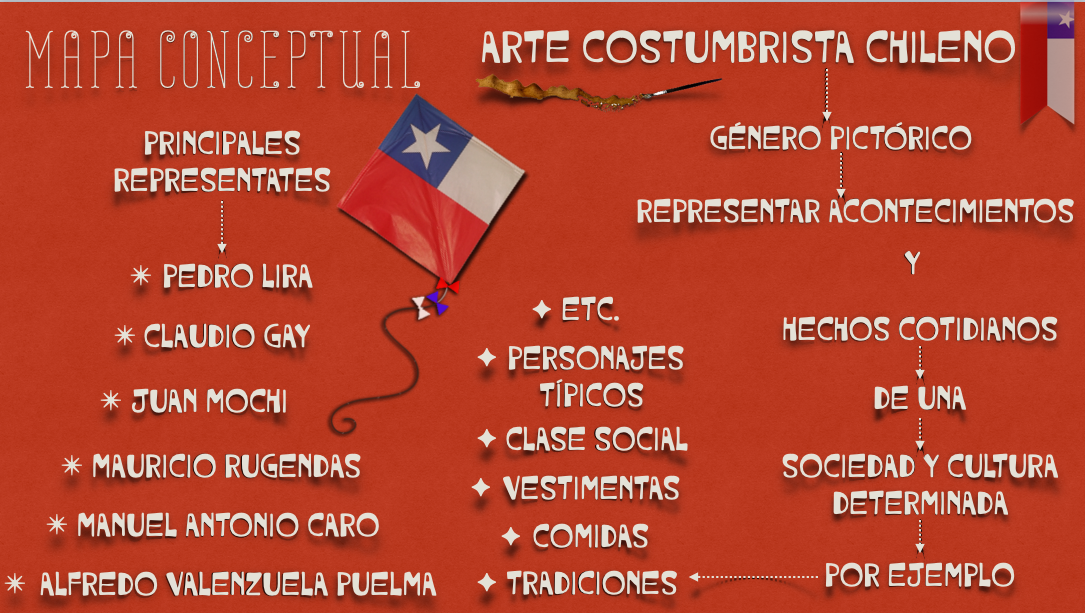 MAPA CONCEPTUAL
PRINCIPALES
REPRESENTATES
✴ PEDRO LIRA
✴ CLAUDIO GAY
✴ JUAN MOCHI
✴ MAURICIO RUGENDAS
✴ MANUEL ANTONIO CARO
✴ ALFREDO VALENZUELA PUELMA
ARTE COSTUMBRISTA CHILENO
GÉNERO PICTÓRICO
REPRESENTAR ACONTECIMIENTOS
Y
HECHOS COTIDIANOS
DE UNA
SOCIEDAD Y CULTURA
DETERMINADA
POR EJEMPLO
✦ ETC.
✦ PERSONAJES
TÍPICOS
✦ CLASE SOCIAL
✦ VESTIMENTAS
✦ COMIDAS
✦ TRADICIONES